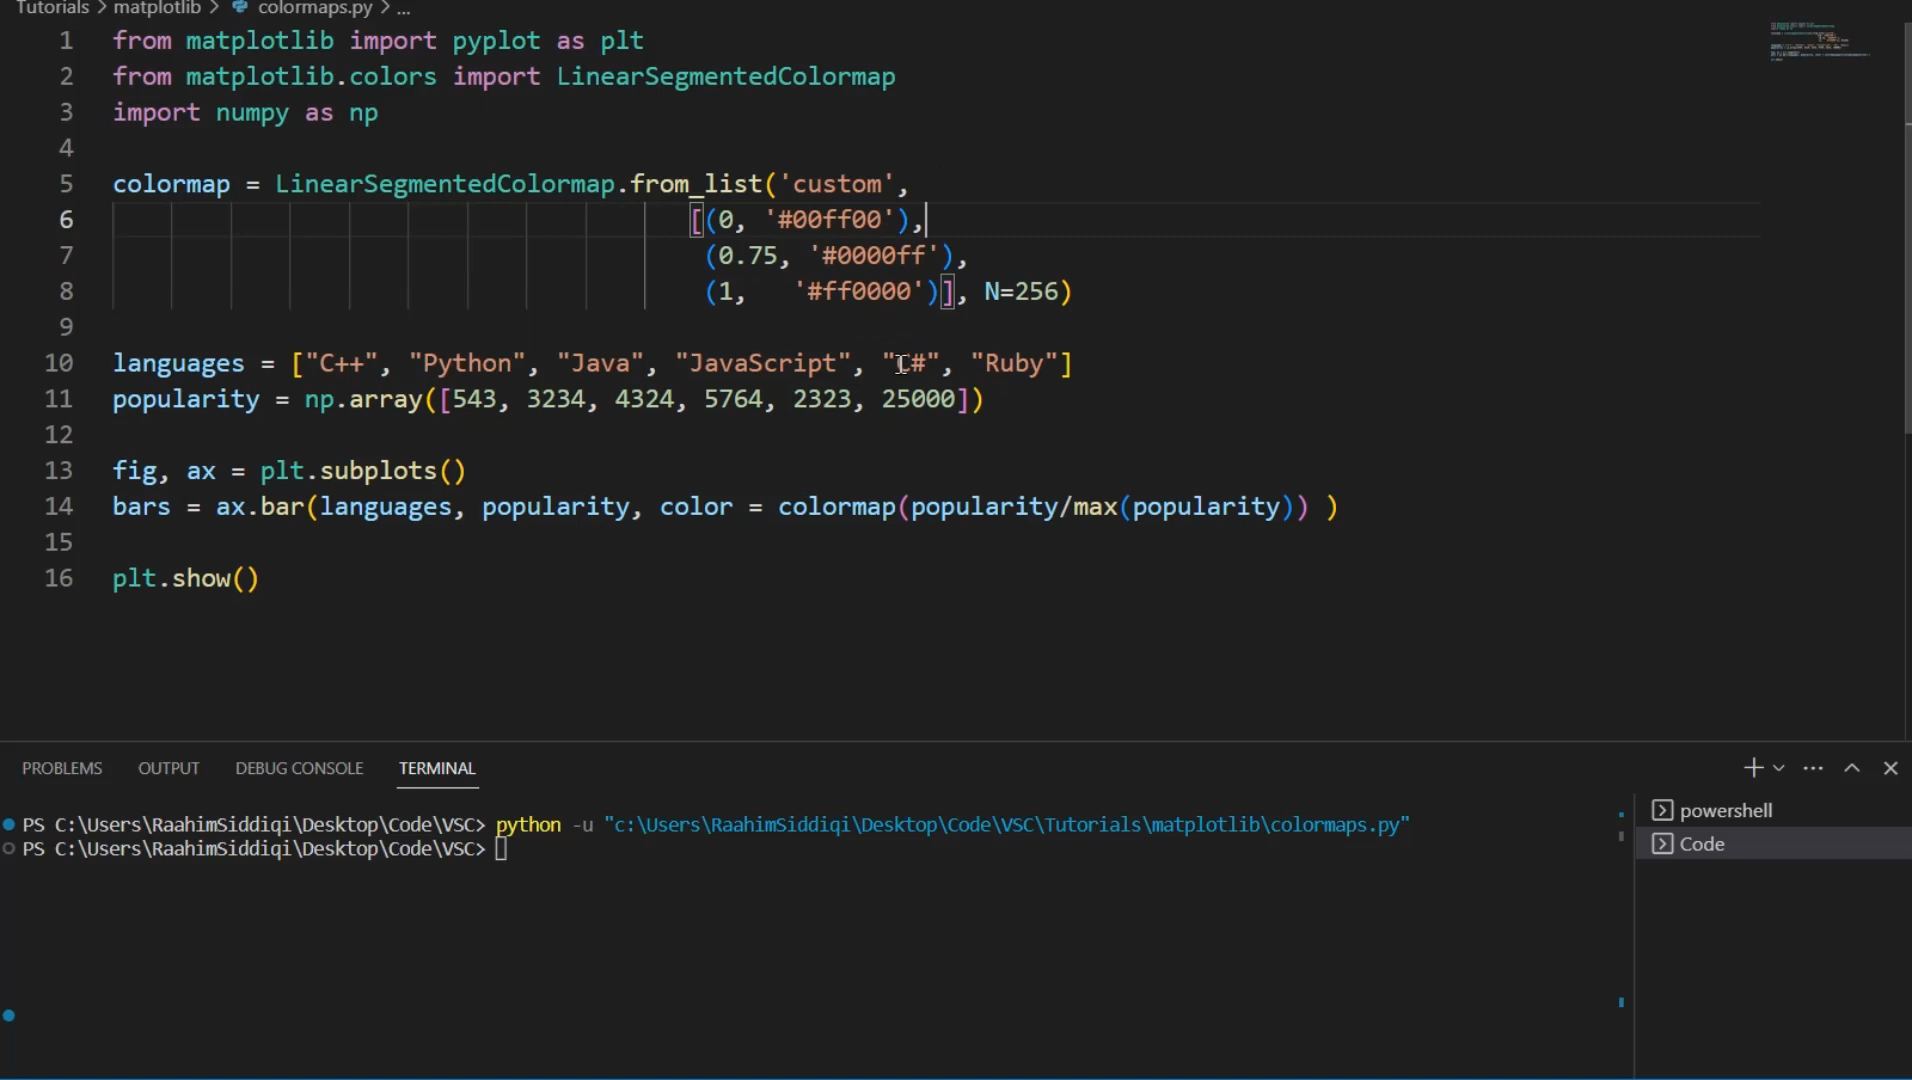 Tutorials > matplotlib > colormaps.py > ...
1 from matplotlib import pyplot as plt
2 from matplotlib.colors import LinearSegmentedColormap
3 import numpy as np
4
5 colormap = LinearSegmentedColormap.from_list('custom',
6 [(0, '#00ff00'),
7 (0.75, '#0000ff'),
8 (1,   '#ff0000')], N=256)
9
10 languages = ["C++", "Python", "Java", "JavaScript", "C#", "Ruby"]
11 popularity = np.array([543, 3234, 4324, 5764, 2323, 25000])
12
13 fig, ax = plt.subplots()
14 bars = ax.bar(languages, popularity, color = colormap(popularity/max(popularity)) )
15
16 plt.show()
PROBLEMS OUTPUT DEBUG CONSOLE TERMINAL
PS C:\Users\RaahimSiddiqi\Desktop\Code\VSC> python -u "c:\Users\RaahimSiddiqi\Desktop\Code\VSC\Tutorials\matplotlib\colormaps.py"
PS C:\Users\RaahimSiddiqi\Desktop\Code\VSC>
powershell
Code